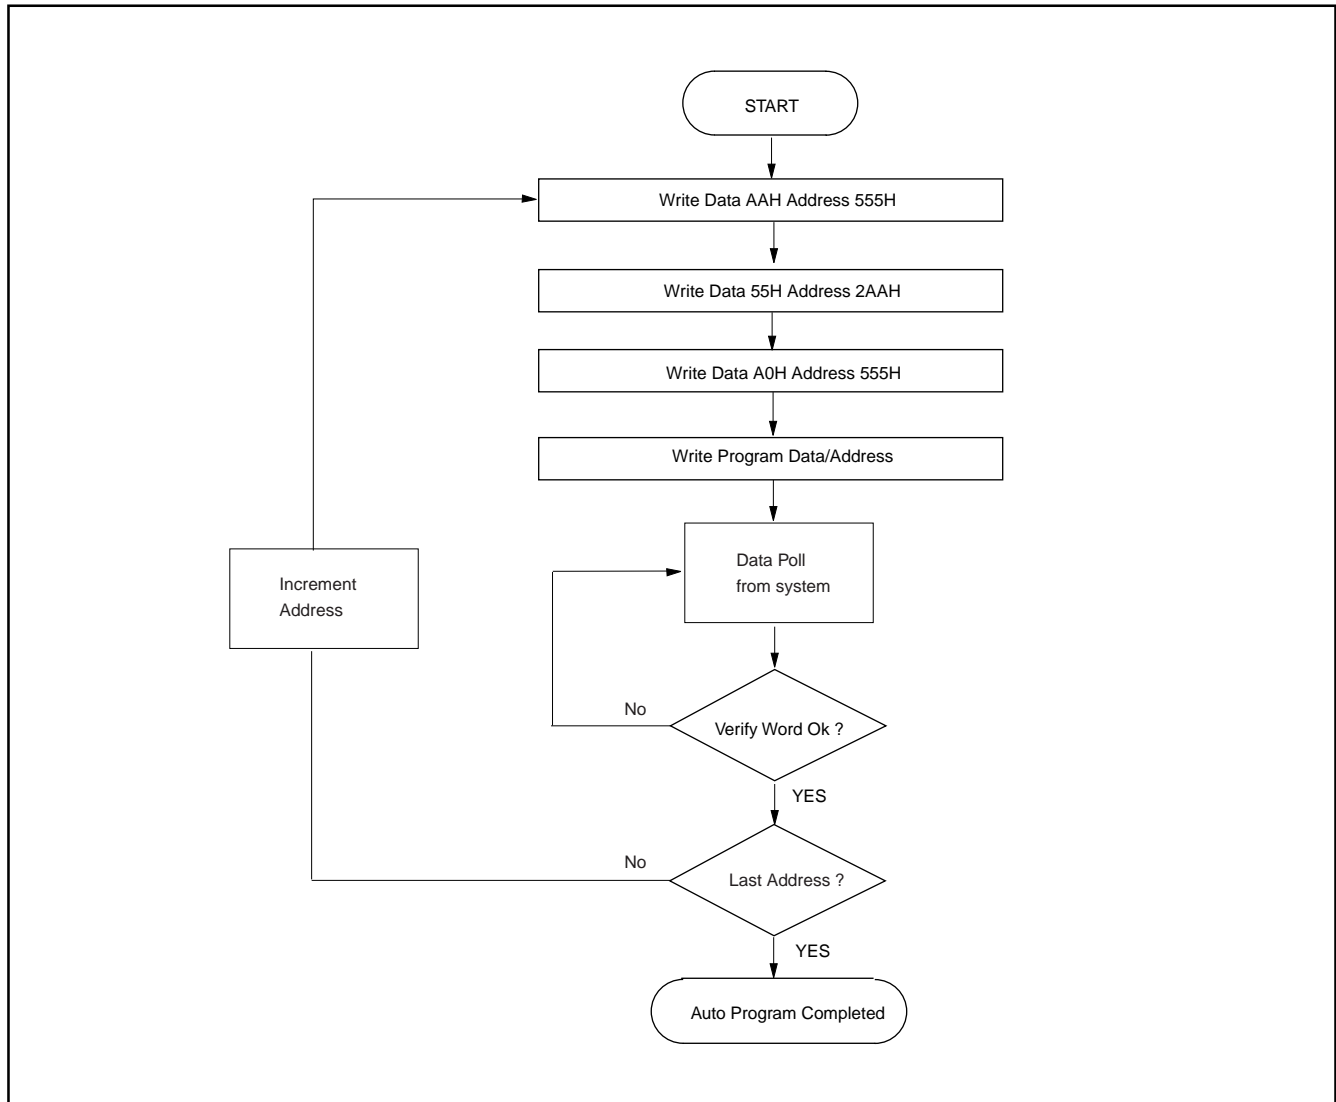 START
Write Data AAH Address 555H
Write Data 55H Address 2AAH
Write Data A0H Address 555H
Write Program Data/Address
Data Poll
from system
Increment
Address
No
Verify Word Ok ?
YES
No
Last Address ?
YES
Auto Program Completed